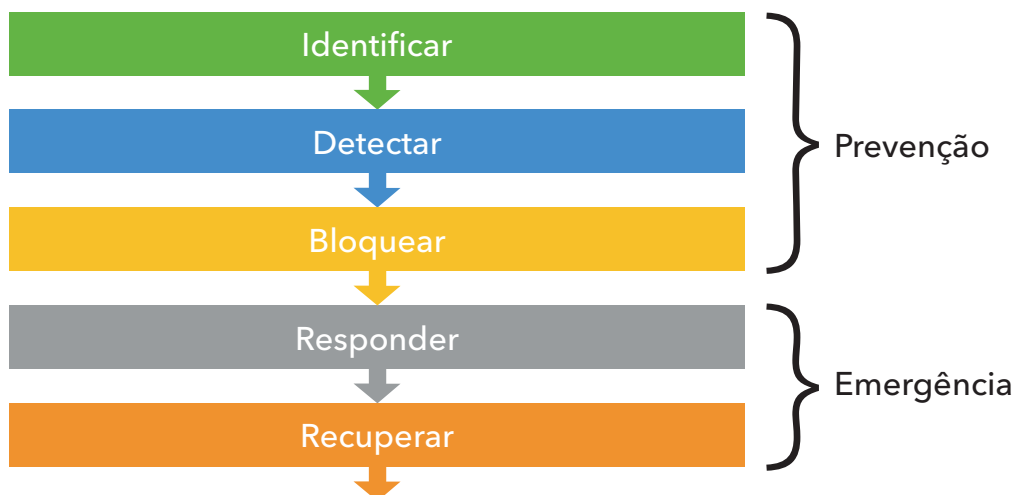 Identificar
Detectar
Prevenção
Bloquear
Responder
Emergência
Recuperar